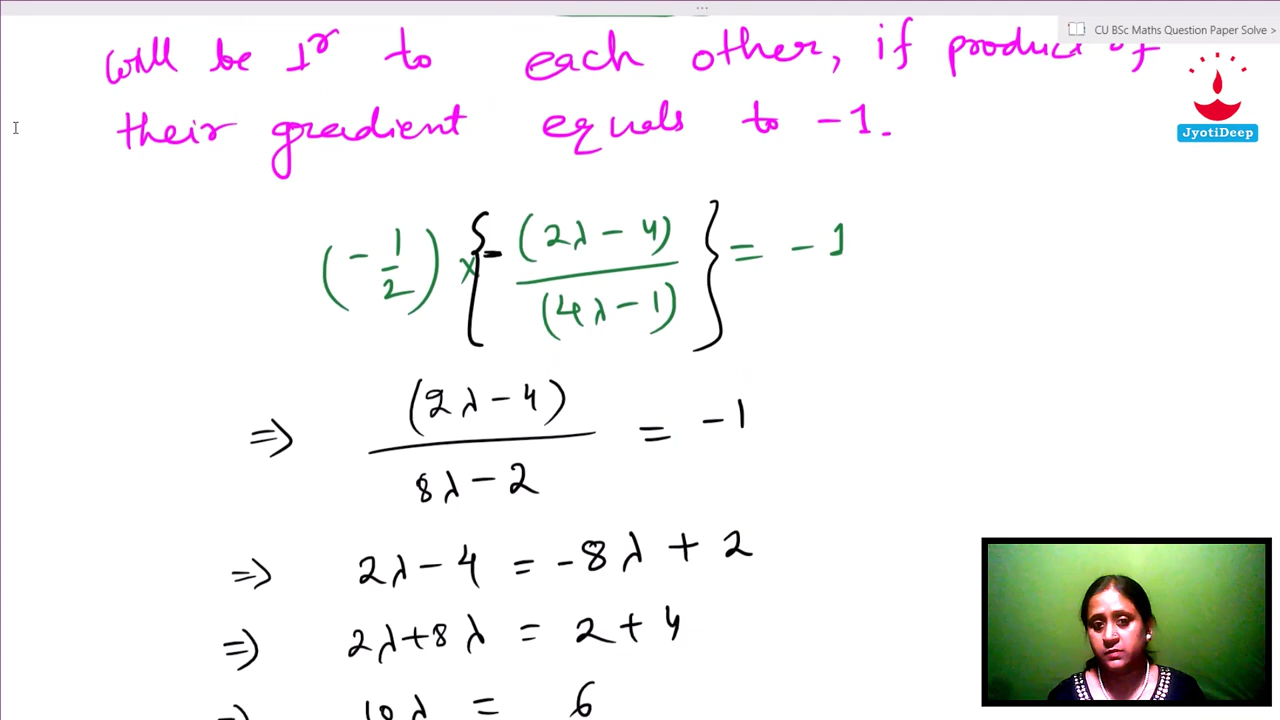 CU BSc Maths Question Paper Solve >
will be ⊥r to each other, if product of
their gradient equals to -1.
JyotiDeep
(-1/2) × {-(2λ-4)/(4λ-1)} = -1
⇒ (2λ-4)/(8λ-2) = -1
⇒ 2λ-4 = -8λ+2
⇒ 2λ+8λ = 2+4
⇒ 10λ = 6